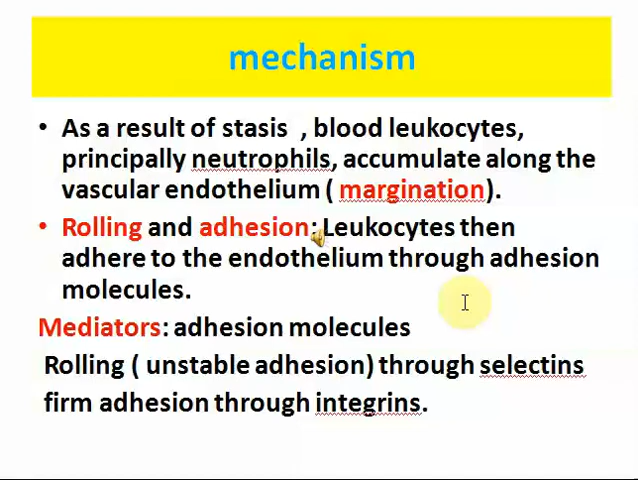 mechanism
• As a result of stasis , blood leukocytes,
principally neutrophils, accumulate along the
vascular endothelium ( margination).
• Rolling and adhesion: Leukocytes then
adhere to the endothelium through adhesion
molecules.
Mediators: adhesion molecules
Rolling ( unstable adhesion) through selectins
firm adhesion through integrins.